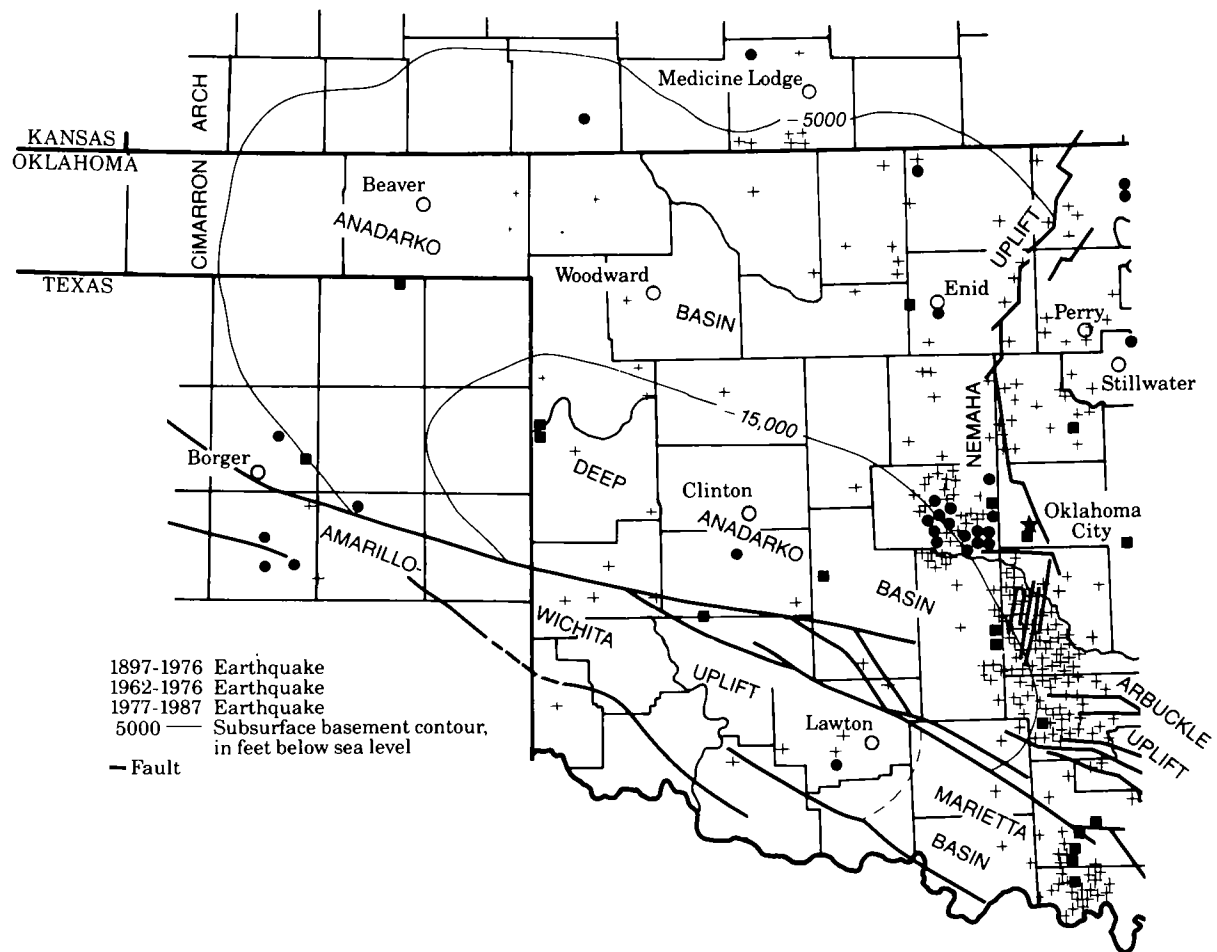 Medicine Lodge
ARCH
-5000
KANSAS
OKLAHOMA
CIMARRON
Beaver
ANADARKO
UPLIFT
TEXAS
Woodward
Enid
BASIN
Perry
Stillwater
-15,000
NEMAHA
Borger
DEEP
Clinton
Oklahoma
City
ANADARKO
AMARILLO-
BASIN
WICHITA
1897-1976 Earthquake
1962-1976 Earthquake
1977-1987 Earthquake
5000 — Subsurface basement contour,
in feet below sea level
Fault
UPLIFT
ARBUCKLE
UPLIFT
Lawton
MARIETTA
BASIN